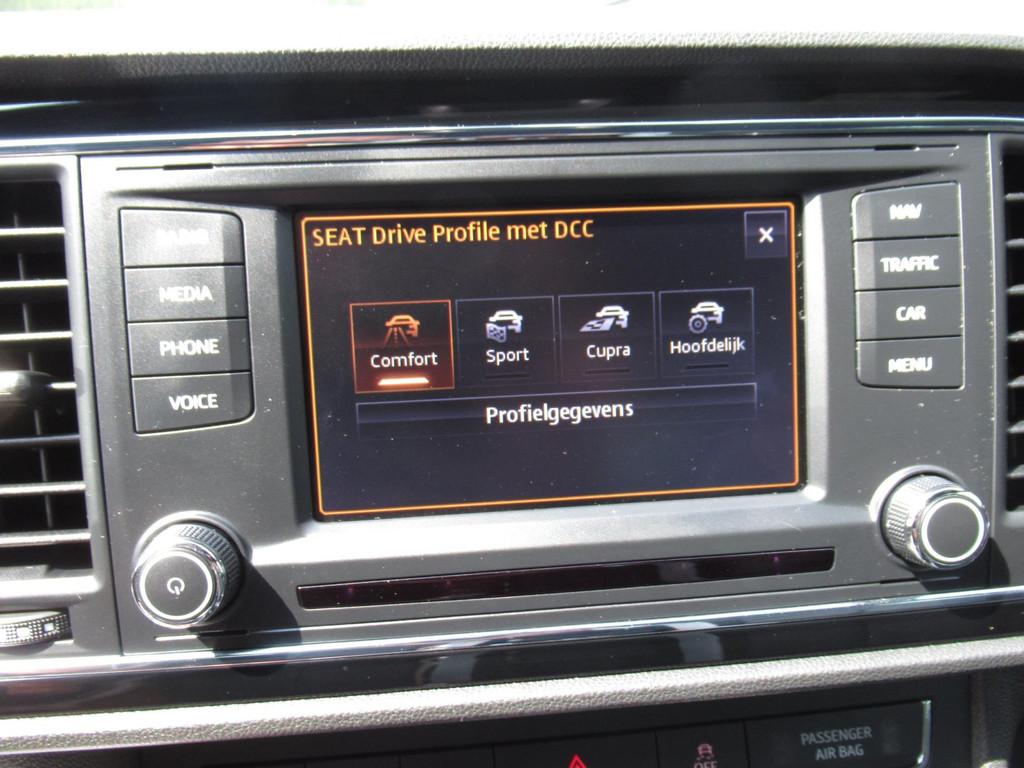 SEAT Drive Profile met DCC
x
Comfort
Sport
Cupra
Hoofdelijk
Profielgegevens
MEDIA
PHONE
VOICE
NAV
TRAFFIC
CAR
MENU
OFF
PASSENGER
AIR BAG